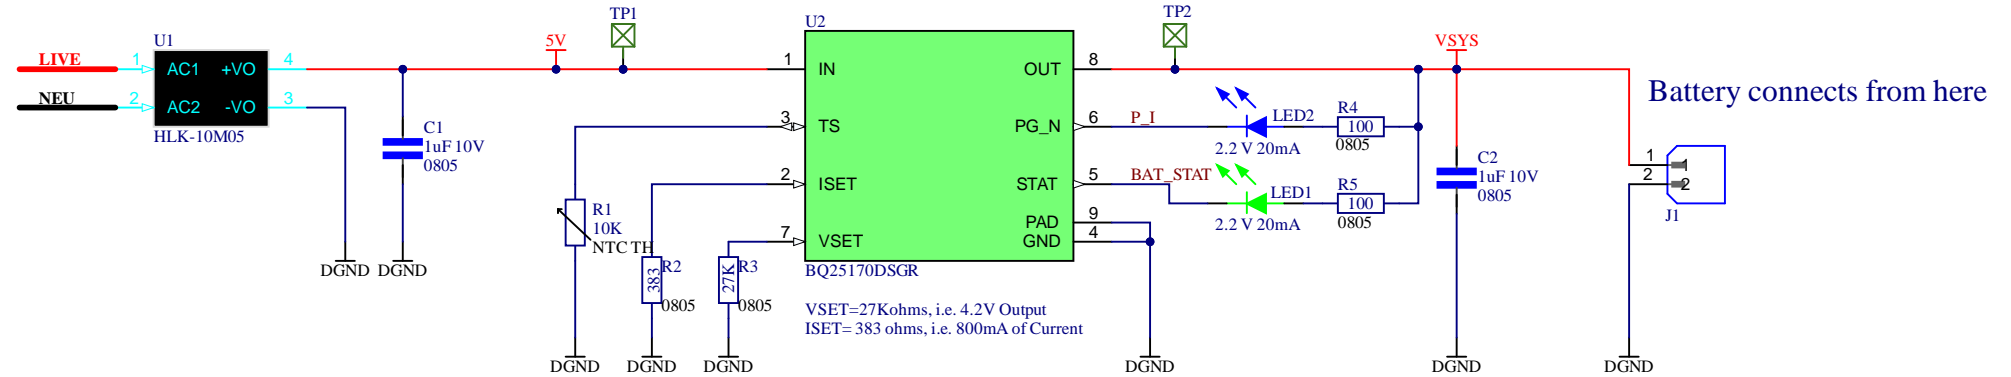 LIVE
NEU
1
2
U1
AC1
+VO
AC2
-VO
4
3
HLK-10M05
DGND
C1
1uF 10V
0805
DGND
5V
TP1
R1
10K
NTC TH
DGND
R2
383
0805
DGND
R3
27K
0805
DGND
U2
1
IN
3
TS
2
ISET
7
VSET
OUT
8
PG_N
6
STAT
5
PAD
9
GND
4
BQ25170DSGR
VSET=27Kohms, i.e. 4.2V Output
ISET= 383 ohms, i.e. 800mA of Current
DGND
TP2
P_I
LED2
2.2 V 20mA
R4
100
0805
BAT_STAT
LED1
2.2 V 20mA
R5
100
0805
VSYS
C2
1uF 10V
0805
DGND
Battery connects from here
1
2
1
2
J1
DGND